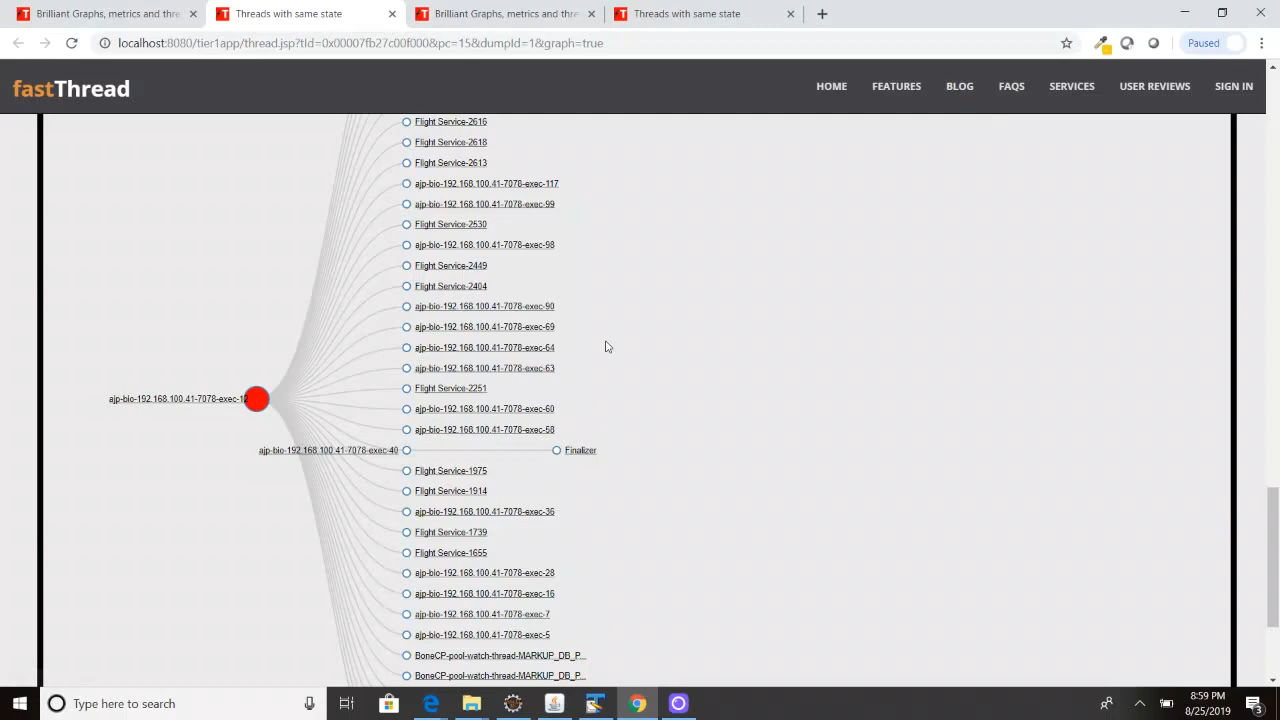 Brilliant Graphs, metrics and thre
Threads with same state
Brilliant Graphs, metrics and thre
Threads with same state
localhost:8080/tier1app/thread.jsp?tId=0x00007fb27c00f000&pc=15&dumpId=1&graph=true
Paused
fastThread
HOME FEATURES BLOG FAQS SERVICES USER REVIEWS SIGN IN
Flight Service-2616
Flight Service-2618
Flight Service-2613
ajp-bio-192.168.100.41-7078-exec-117
ajp-bio-192.168.100.41-7078-exec-99
Flight Service-2530
ajp-bio-192.168.100.41-7078-exec-98
Flight Service-2449
Flight Service-2404
ajp-bio-192.168.100.41-7078-exec-90
ajp-bio-192.168.100.41-7078-exec-69
ajp-bio-192.168.100.41-7078-exec-64
ajp-bio-192.168.100.41-7078-exec-63
Flight Service-2251
ajp-bio-192.168.100.41-7078-exec-12
ajp-bio-192.168.100.41-7078-exec-60
ajp-bio-192.168.100.41-7078-exec-58
ajp-bio-192.168.100.41-7078-exec-40 Finalizer
Flight Service-1975
Flight Service-1914
ajp-bio-192.168.100.41-7078-exec-36
Flight Service-1739
Flight Service-1655
ajp-bio-192.168.100.41-7078-exec-28
ajp-bio-192.168.100.41-7078-exec-16
ajp-bio-192.168.100.41-7078-exec-7
ajp-bio-192.168.100.41-7078-exec-5
BoneCP-pool-watch-thread-MARKUP_DB_P...
BoneCP-pool-watch-thread-MARKUP_DB_P...
Type here to search
8:59 PM
8/25/2019
3